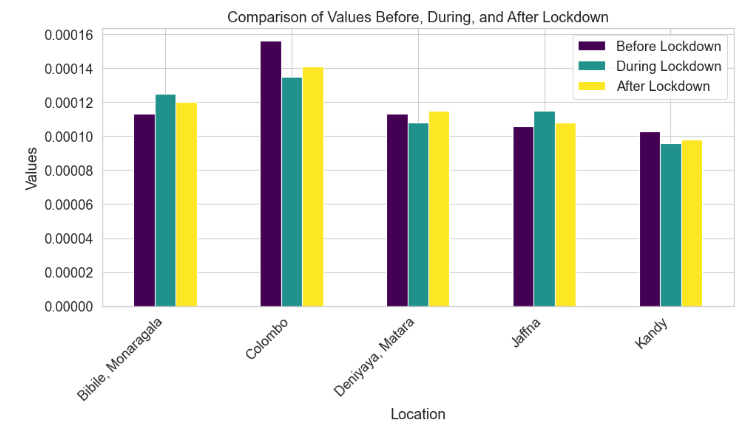 Comparison of Values Before, During, and After Lockdown
Before Lockdown
During Lockdown
After Lockdown
Values
0.00016
0.00014
0.00012
0.00010
0.00008
0.00006
0.00004
0.00002
0.00000
Bibile, Monaragala
Colombo
Deniyaya, Matara
Jaffna
Kandy
Location